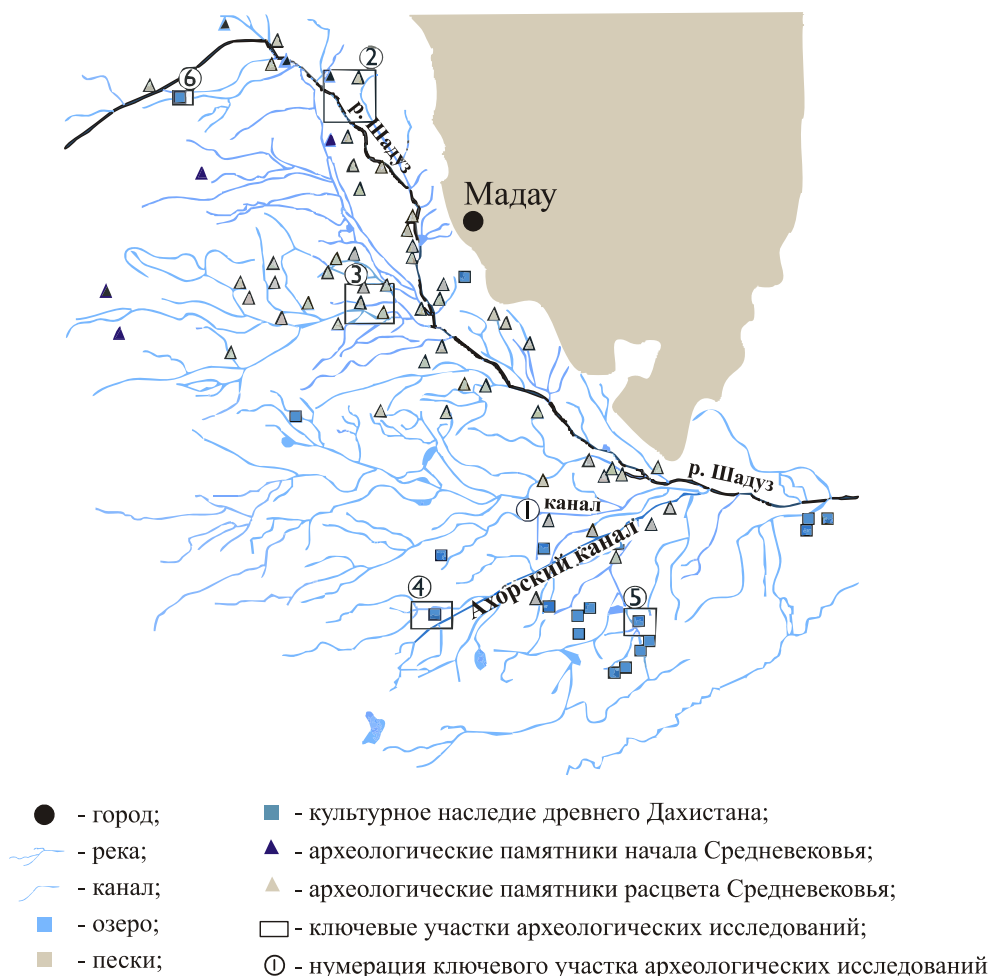 2
6
р. Шадуз
Мадау
3
р. Шадуз
1
канал
Ахорский канал
4
5
- город;
- река;
- канал;
- озеро;
- пески;
- культурное наследие древнего Дахистана;
- археологические памятники начала Средневековья;
- археологические памятники расцвета Средневековья;
- ключевые участки археологических исследований;
1 - нумерация ключевого участка археологических исследований